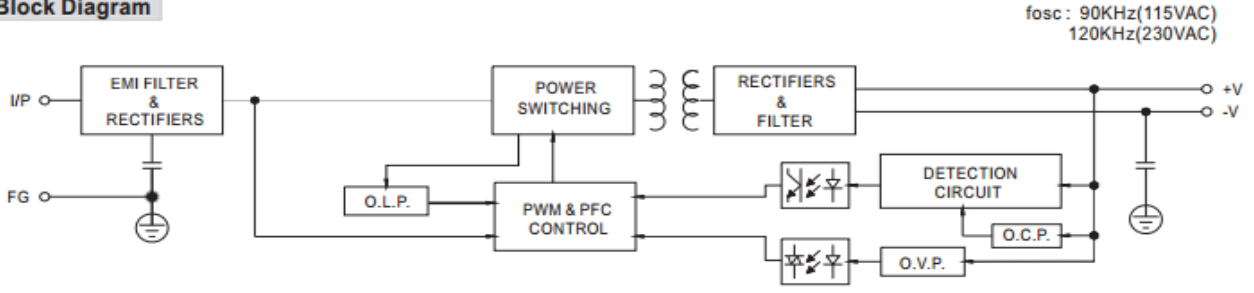 Block Diagram
fosc : 90KHz(115VAC)
120KHz(230VAC)
I/P
EMI FILTER
&
RECTIFIERS
POWER
SWITCHING
RECTIFIERS
&
FILTER
+V
-V
FG
O.L.P.
PWM & PFC
CONTROL
DETECTION
CIRCUIT
O.C.P.
O.V.P.